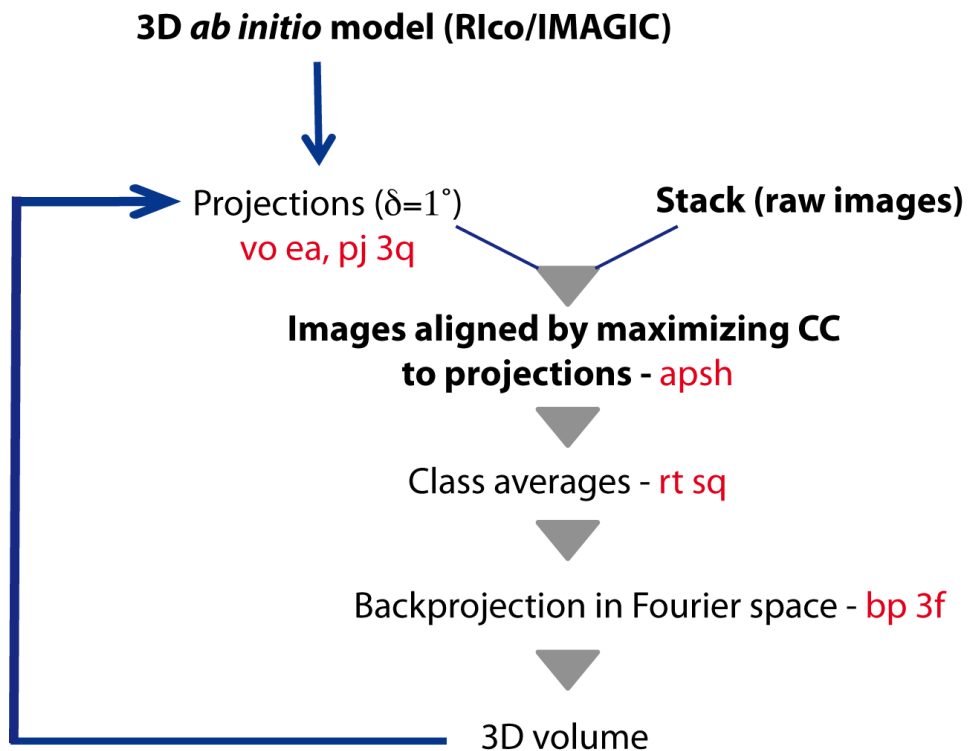 3D ab initio model (RIco/IMAGIC)
Projections (δ=1°)
vo ea, pj 3q
Stack (raw images)
Images aligned by maximizing CC
to projections - apsh
Class averages - rt sq
Backprojection in Fourier space - bp 3f
3D volume